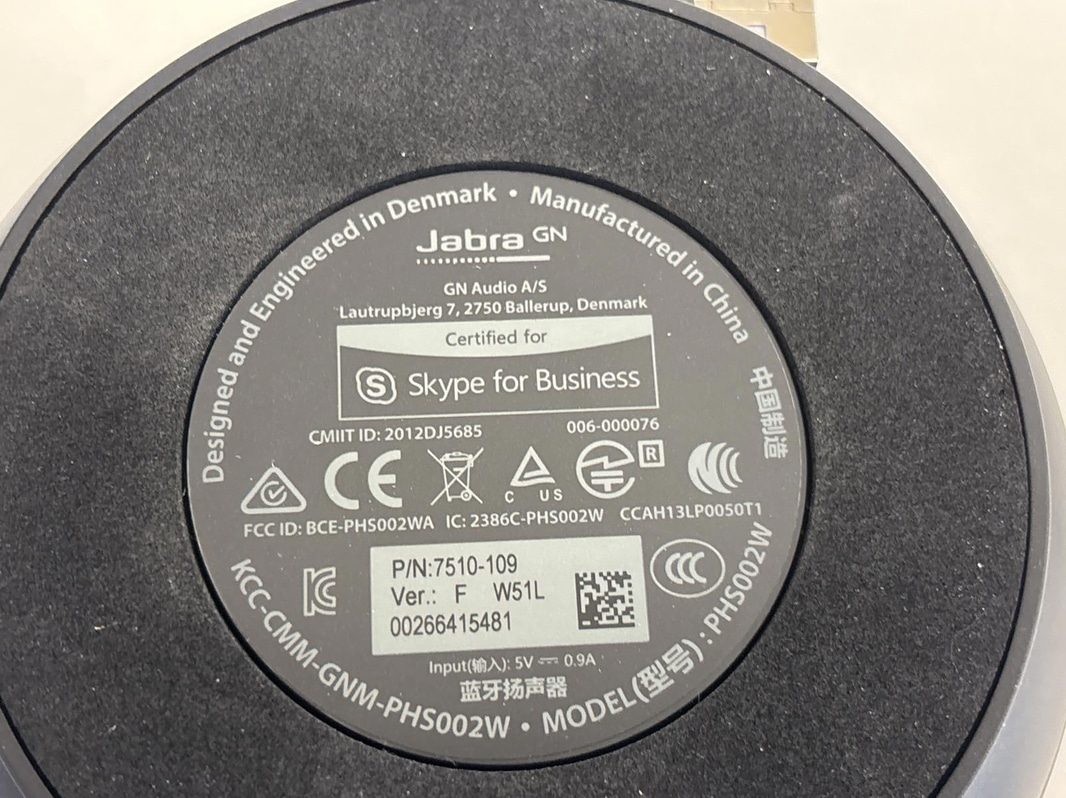 Designed and Engineered in Denmark • Manufactured in China 中国制造
Jabra GN
GN Audio A/S
Lautrupbjerg 7, 2750 Ballerup, Denmark
Certified for
S Skype for Business
CMIIT ID: 2012DJ5685 006-000076
CE C US R
FCC ID: BCE-PHS002WA IC: 2386C-PHS002W CCAH13LP0050T1
P/N:7510-109
Ver.: F W51L
00266415481
CCC
Input(输入): 5V 0.9A
蓝牙扬声器
KCC-CMM-GNM-PHS002W • MODEL(型号): PHS002W